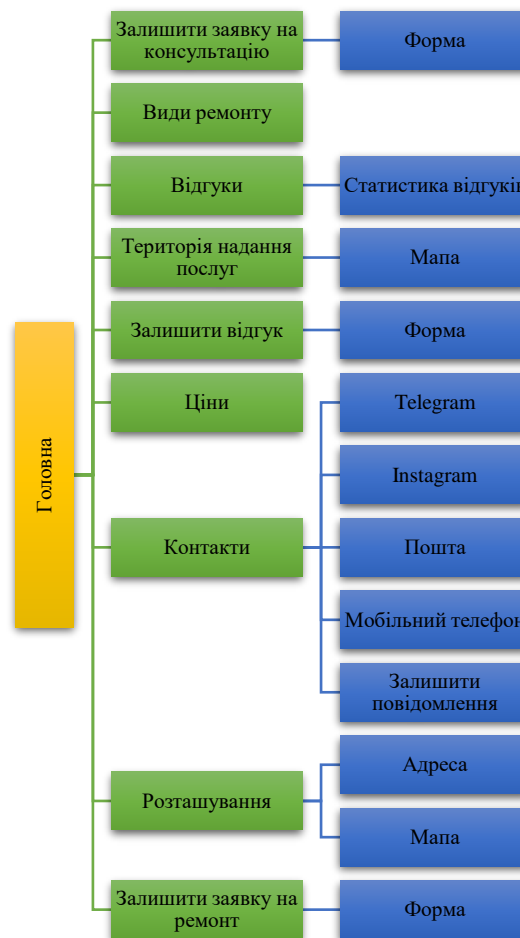 Залишити заявку на
консультацію
Форма
Види ремонту
Відгуки
Статистика відгуків
Територія надання
послуг
Мапа
Залишити відгук
Форма
Ціни
Telegram
Instagram
Головна
Контакти
Пошта
Мобільний телефон
Залишити
повідомлення
Адреса
Розташування
Мапа
Залишити заявку на
ремонт
Форма